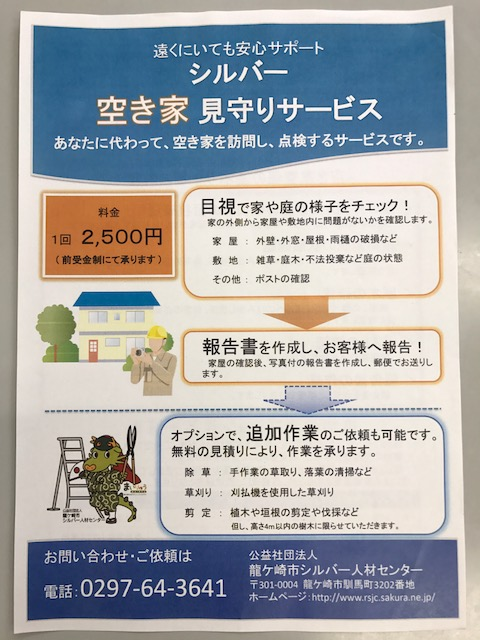 遠くにいても安心サポート
シルバー
空き家 見守りサービス
あなたに代わって、空き家を訪問し、点検するサービスです。
料金
1回 2,500円
(前受金制にて承ります)
目視で家や庭の様子をチェック！
家の外側から家屋や敷地内に問題がないかを確認します。
家 屋 : 外壁・外窓・屋根・雨樋の破損など
敷 地 : 雑草・庭木・不法投棄など庭の状態
その他 : ポストの確認
報告書を作成し、お客様へ報告！
家屋の確認後、写真付の報告書を作成し、郵便でお送りします。
オプションで、追加作業のご依頼も可能です。
無料の見積りにより、作業を承ります。
除 草 : 手作業の草取り、落葉の清掃など
草刈り : 刈払機を使用した草刈り
剪 定 : 植木や垣根の剪定や伐採など
但し、高さ4m以内の樹木に限らせていただきます。
公益社団法人
龍ケ崎市
シルバー人材センター
お問い合わせ・ご依頼は
電話:0297-64-3641
公益社団法人
龍ケ崎市シルバー人材センター
〒301-0004 龍ケ崎市馴馬町3202番地
ホームページ:http://www.rsjc.sakura.ne.jp/